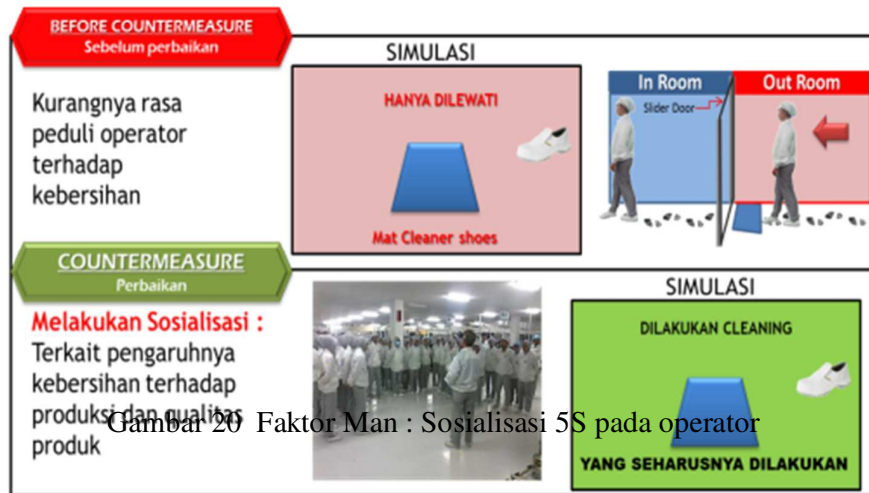 BEFORE COUNTERMEASURE
Sebelum perbaikan
Kurangnya rasa
peduli operator
terhadap
kebersihan
SIMULASI
HANYA DILEWATI
Mat Cleaner shoes
In Room
Out Room
Slider Door
COUNTERMEASURE
Perbaikan
Melakukan Sosialisasi :
Terkait pengaruhnya
kebersihan terhadap
produksi dan qualitas
produk
SIMULASI
DILAKUKAN CLEANING
YANG SEHARUSNYA DILAKUKAN
Gambar 20 Faktor Man : Sosialisasi 5S pada operator